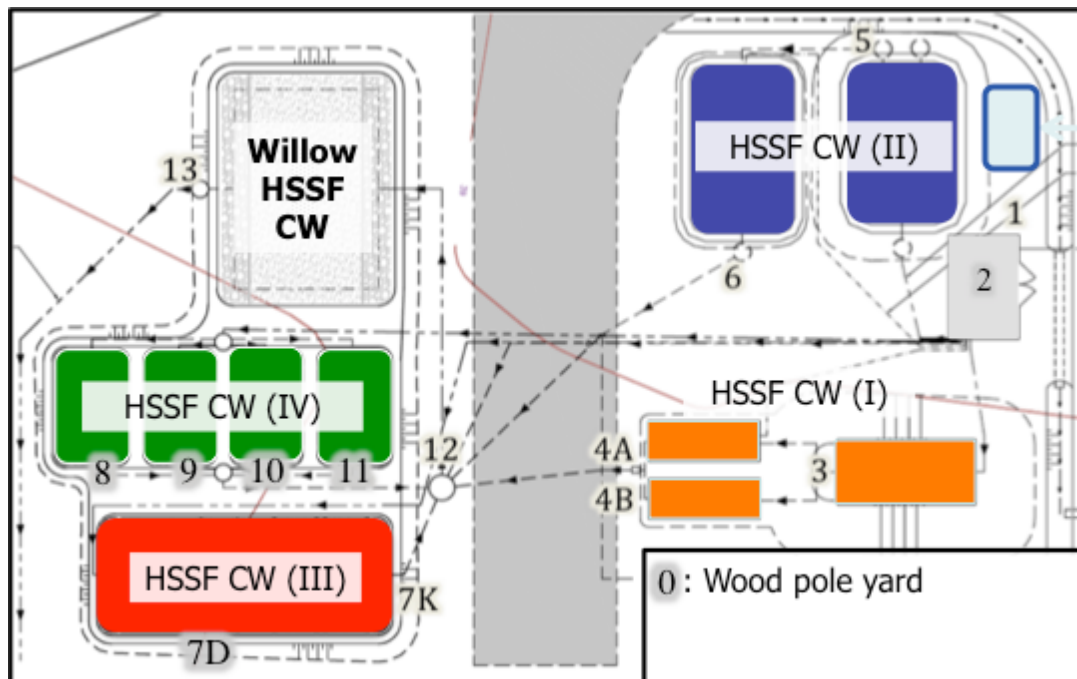 5
Willow
HSSF
CW
13
HSSF CW (II)
1
2
6
HSSF CW (I)
HSSF CW (IV)
8
9
10
11
12
4A
4B
3
HSSF CW (III)
7K
7D
0 : Wood pole yard